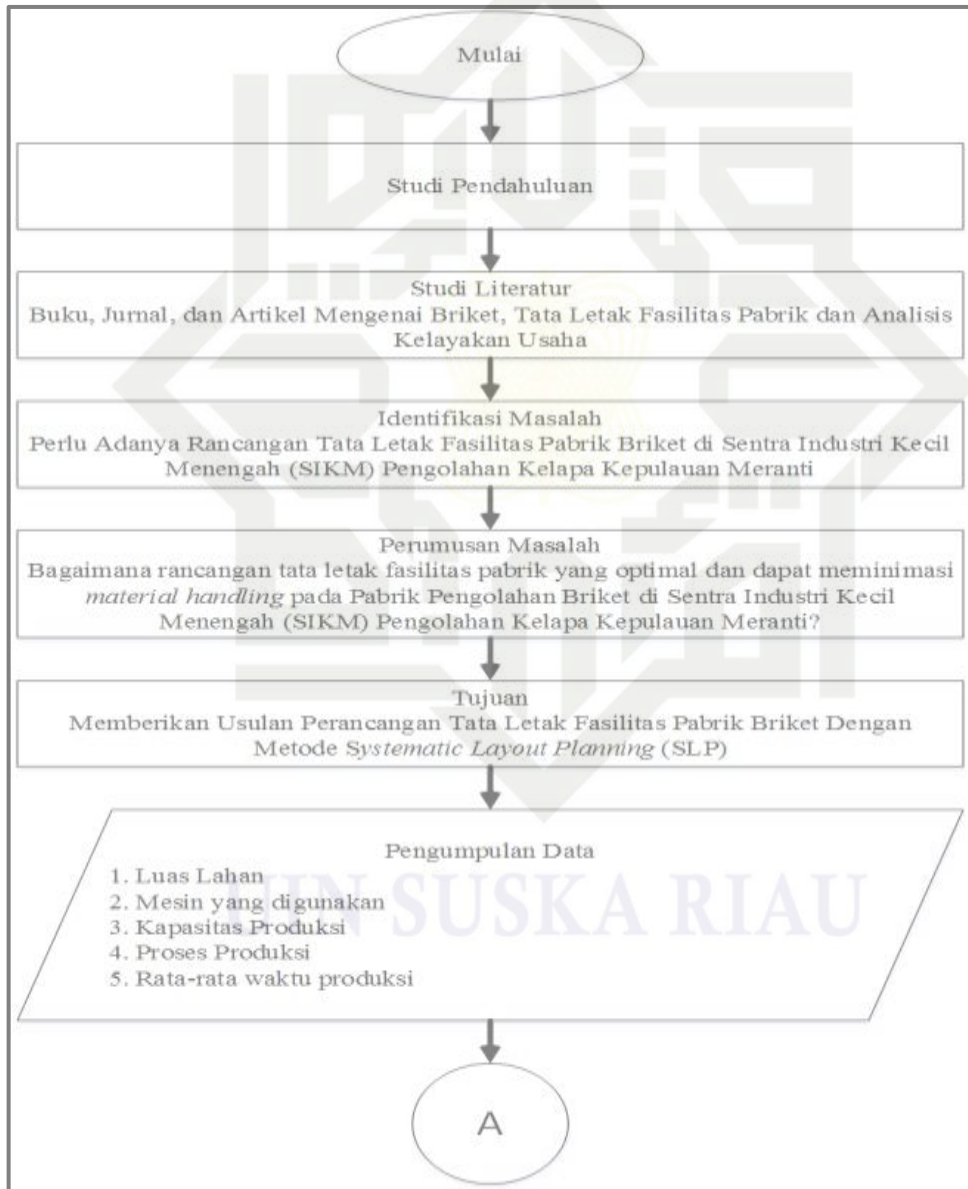 Mulai
Studi Pendahuluan
Studi Literatur
Buku, Jurnal, dan Artikel Mengenai Briket, Tata Letak Fasilitas Pabrik dan Analisis
Kelayakan Usaha
Identifikasi Masalah
Perlu Adanya Rancangan Tata Letak Fasilitas Pabrik Briket di Sentra Industri Kecil
Menengah (SIKM) Pengolahan Kelapa Kepulauan Meranti
Perumusan Masalah
Bagaimana rancangan tata letak fasilitas pabrik yang optimal dan dapat meminimasi
material handling pada Pabrik Pengolahan Briket di Sentra Industri Kecil
Menengah (SIKM) Pengolahan Kelapa Kepulauan Meranti?
Tujuan
Memberikan Usulan Perancangan Tata Letak Fasilitas Pabrik Briket Dengan
Metode Systematic Layout Planning (SLP)
Pengumpulan Data
1. Luas Lahan
2. Mesin yang digunakan
3. Kapasitas Produksi
4. Proses Produksi
5. Rata-rata waktu produksi
UIN SUSKA RIAU
A